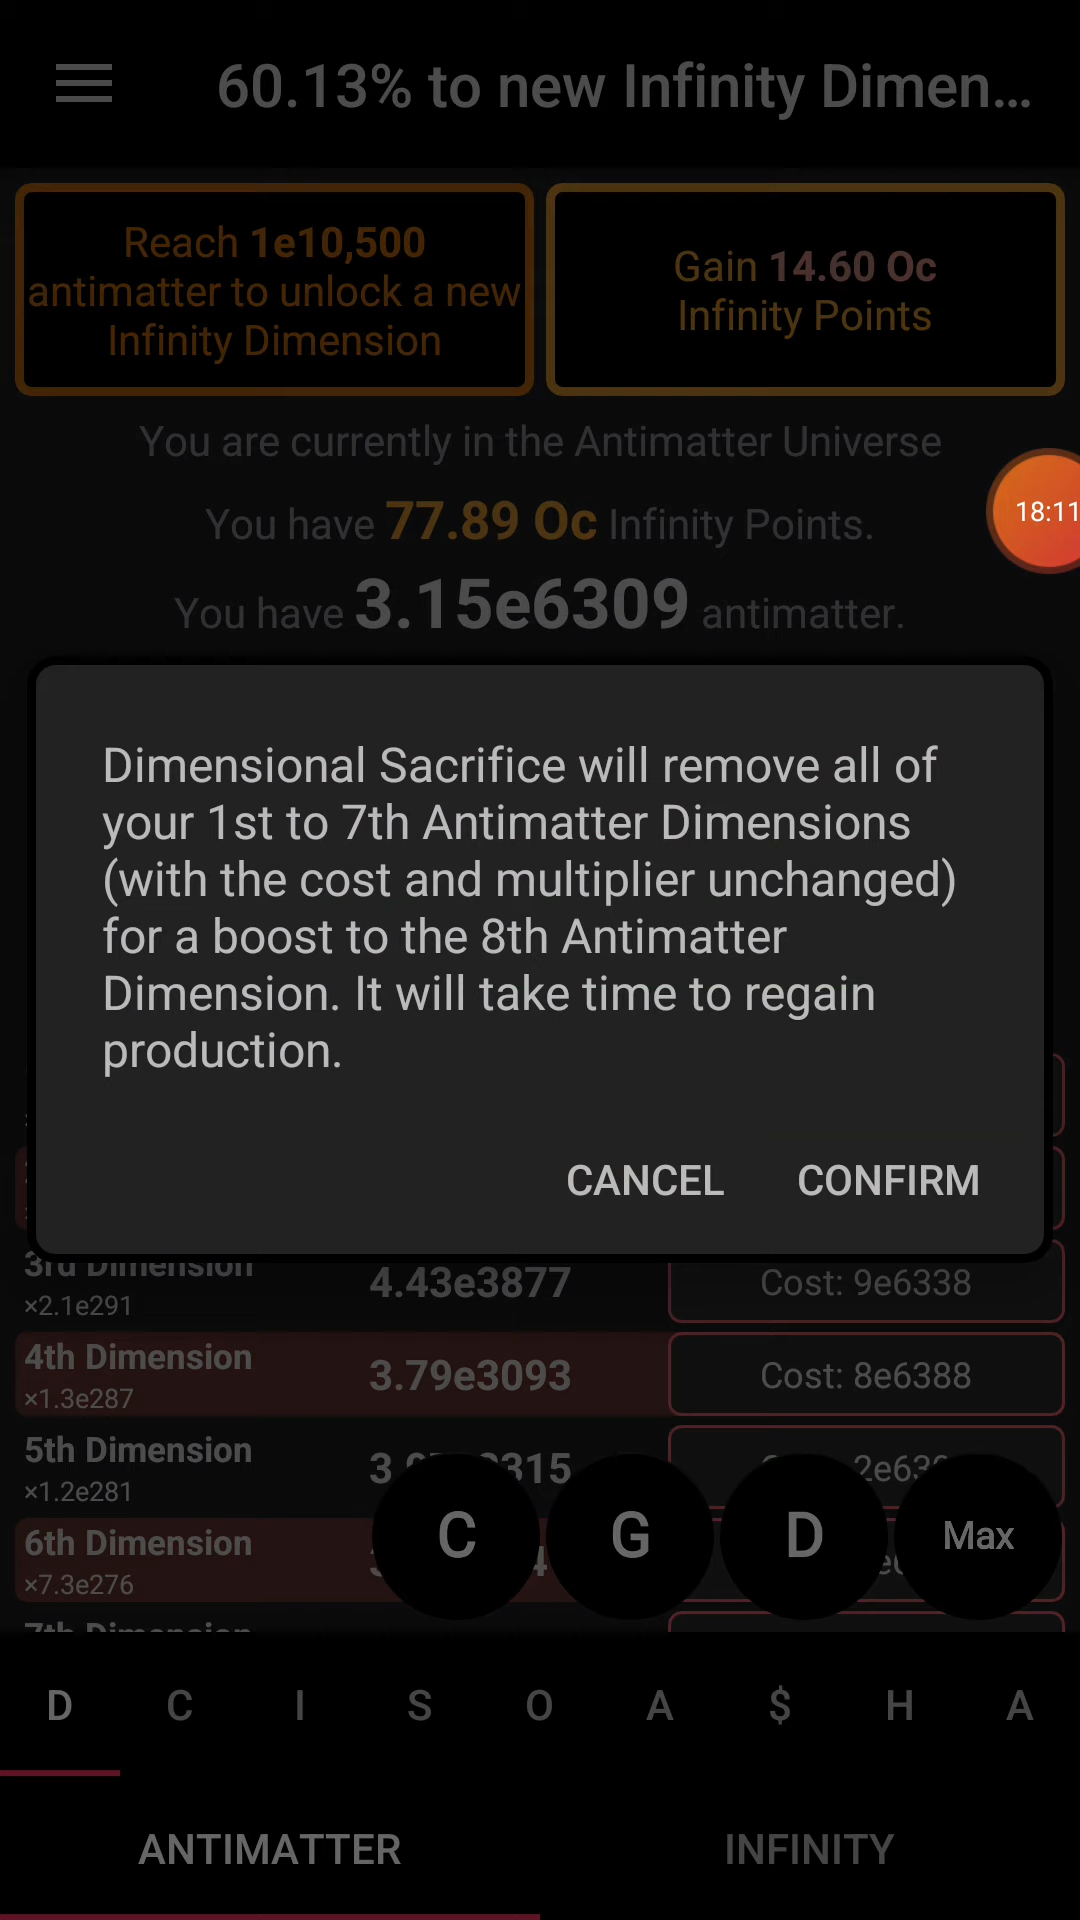 60.13% to new Infinity Dimen...
Reach 1e10,500
antimatter to unlock a new
Infinity Dimension
Gain 14.60 Oc
Infinity Points
You are currently in the Antimatter Universe
You have 77.89 Oc Infinity Points.
18:11
You have 3.15e6309 antimatter.
Dimensional Sacrifice will remove all of
your 1st to 7th Antimatter Dimensions
(with the cost and multiplier unchanged)
for a boost to the 8th Antimatter
Dimension. It will take time to regain
production.
CANCEL CONFIRM
3rd Dimension
×2.1e291
4.43e3877
Cost: 9e6338
4th Dimension
×1.3e287
3.79e3093
Cost: 8e6388
5th Dimension
×1.2e281
6th Dimension
×7.3e276
C G D Max
7th Dimension
D C I S O A $ H A
ANTIMATTER INFINITY